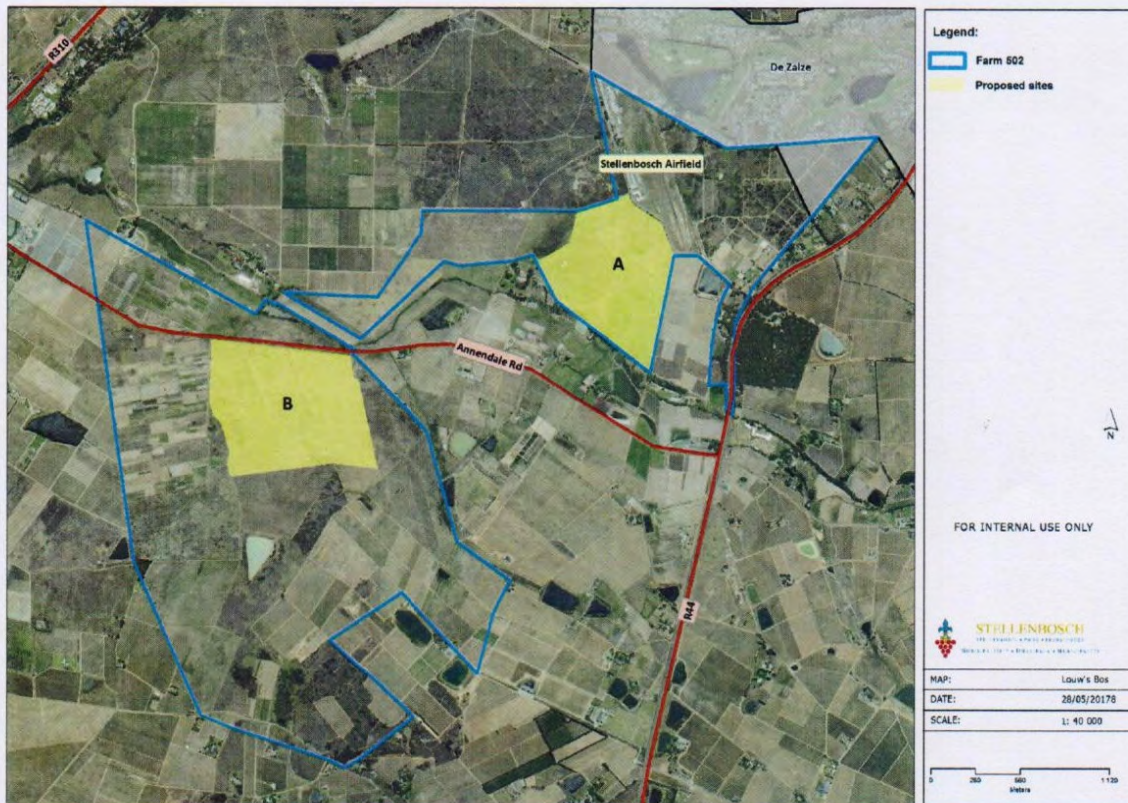 R310
De Zalze
Stellenbosch Airfield
A
Annendale Rd
B
R44
Legend:
Farm 502
Proposed sites
N
FOR INTERNAL USE ONLY
STELLENBOSCH
MAP: Louw's Bos
DATE: 28/05/20178
SCALE: 1: 40 000
0
Meters